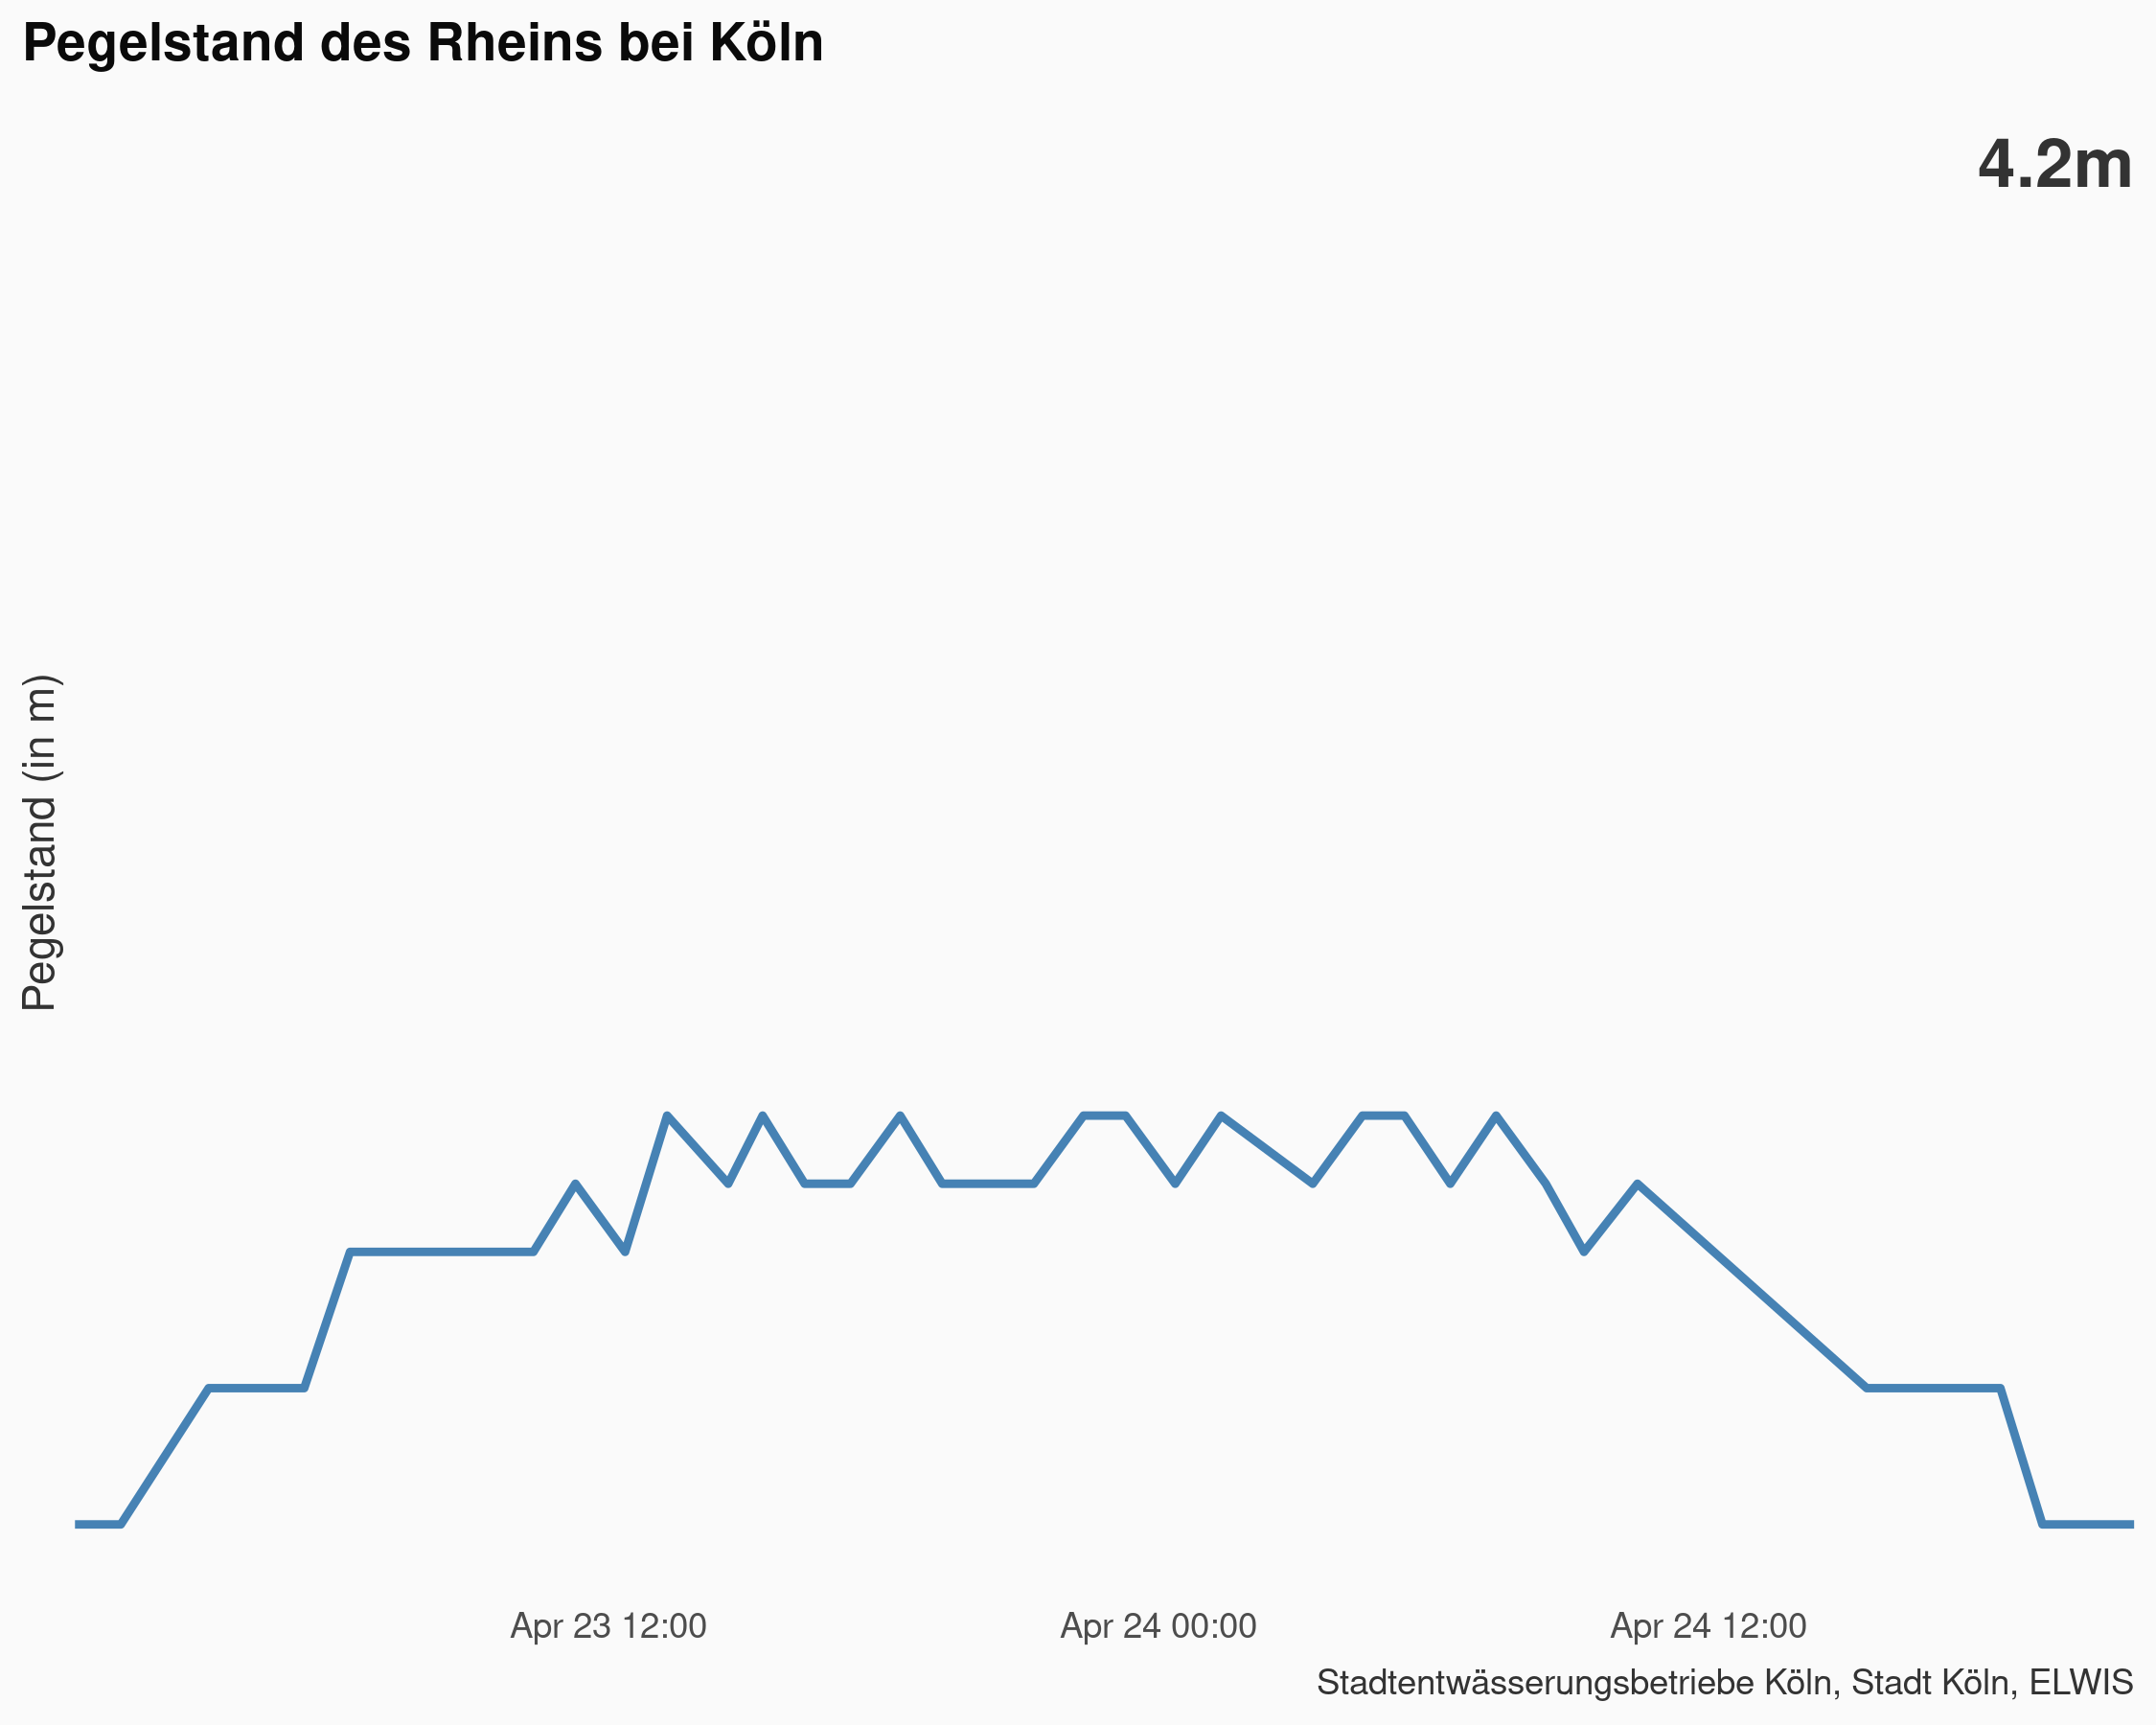 Pegelstand des Rheins bei Köln
4.2m
Pegelstand (in m)
Apr 23 12:00
Apr 24 00:00
Apr 24 12:00
Stadtentwässerungsbetriebe Köln, Stadt Köln, ELWIS